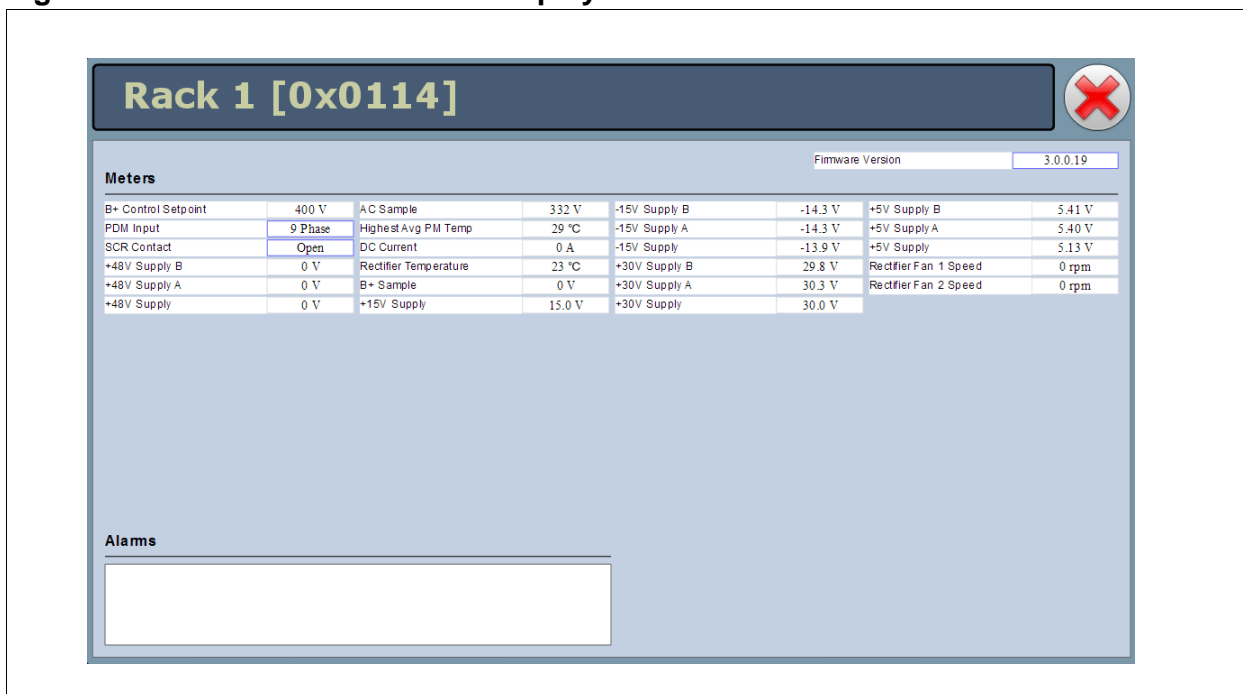 Rack 1 [0x0114]
Firmware Version 3.0.0.19
Meters
B+ Control Setpoint 400 V AC Sample 332 V -15V Supply B -14.3 V +5V Supply B 5.41 V
PDM Input 9 Phase Highest Avg PM Temp 29 °C -15V Supply A -14.3 V +5V Supply A 5.40 V
SCR Contact Open DC Current 0 A -15V Supply -13.9 V +5V Supply 5.13 V
+48V Supply B 0 V Rectifier Temperature 23 °C +30V Supply B 29.8 V Rectifier Fan 1 Speed 0 rpm
+48V Supply A 0 V B+ Sample 0 V +30V Supply A 30.3 V Rectifier Fan 2 Speed 0 rpm
+48V Supply 0 V +15V Supply 15.0 V +30V Supply 30.0 V
Alarms